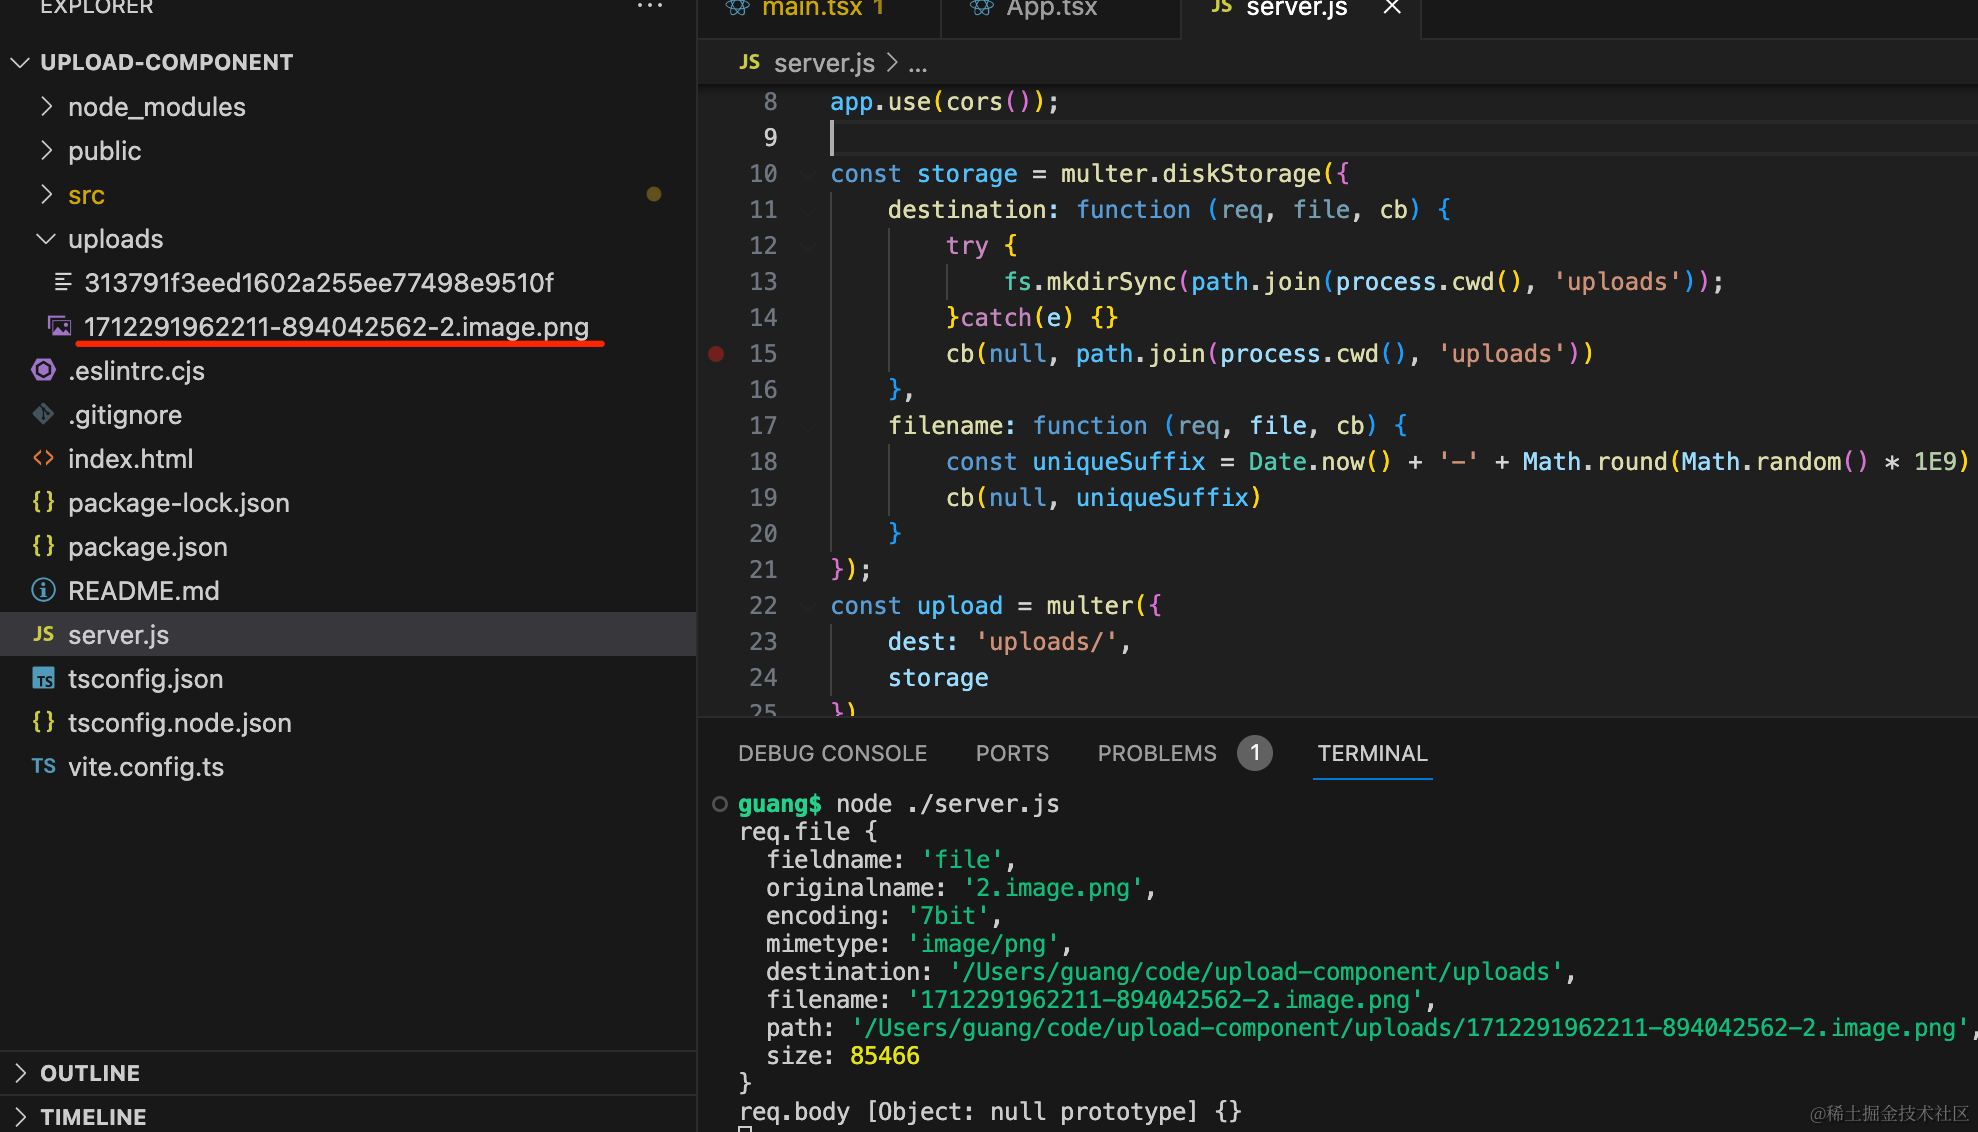 EXPLORER
UPLOAD-COMPONENT
node_modules
public
src
uploads
313791f3eed1602a255ee77498e9510f
1712291962211-894042562-2.image.png
.eslintrc.cjs
.gitignore
index.html
package-lock.json
package.json
README.md
JS server.js
tsconfig.json
tsconfig.node.json
TS vite.config.ts
OUTLINE
TIMELINE
main.tsx 1
App.tsx
JS server.js
JS server.js > ...
8 app.use(cors());
9
10 const storage = multer.diskStorage({
11 destination: function (req, file, cb) {
12 try {
13 fs.mkdirSync(path.join(process.cwd(), 'uploads'));
14 }catch(e) {}
15 cb(null, path.join(process.cwd(), 'uploads'))
16 },
17 filename: function (req, file, cb) {
18 const uniqueSuffix = Date.now() + '-' + Math.round(Math.random() * 1E9)
19 cb(null, uniqueSuffix)
20 }
21 });
22 const upload = multer({
23 dest: 'uploads/',
24 storage
25 })
DEBUG CONSOLE PORTS PROBLEMS 1 TERMINAL
guang$ node ./server.js
req.file {
fieldname: 'file',
originalname: '2.image.png',
encoding: '7bit',
mimetype: 'image/png',
destination: '/Users/guang/code/upload-component/uploads',
filename: '1712291962211-894042562-2.image.png',
path: '/Users/guang/code/upload-component/uploads/1712291962211-894042562-2.image.png',
size: 85466
}
req.body [Object: null prototype] {}
@稀土掘金技术社区